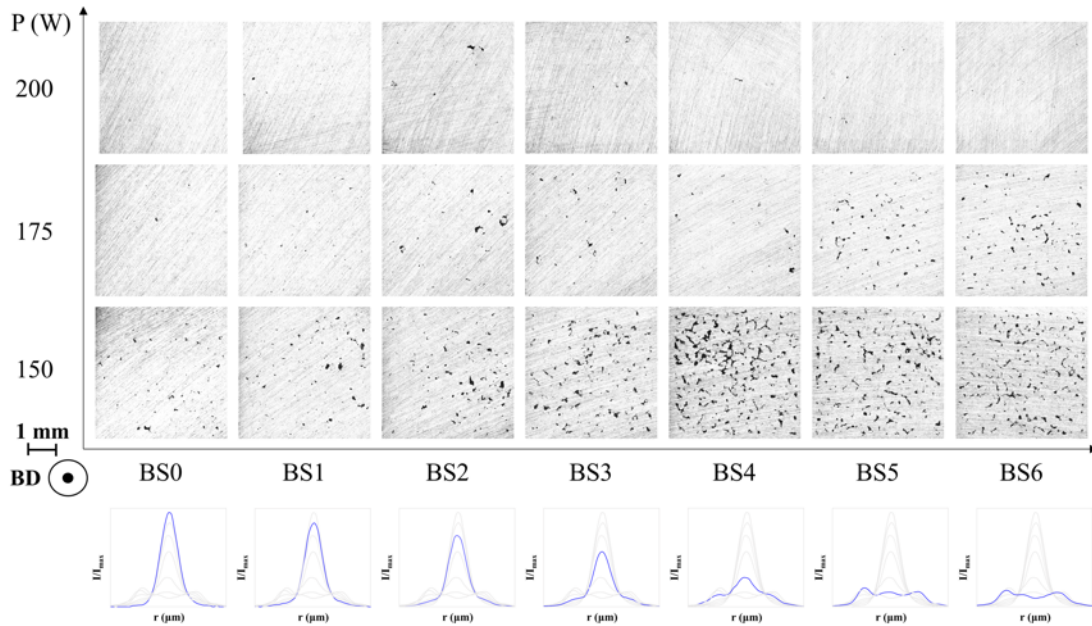 P (W)
200
175
150
1 mm
BD
BS0 BS1 BS2 BS3 BS4 BS5 BS6
I/Imax I/Imax I/Imax I/Imax I/Imax I/Imax I/Imax
r (μm) r (μm) r (μm) r (μm) r (μm) r (μm) r (μm)